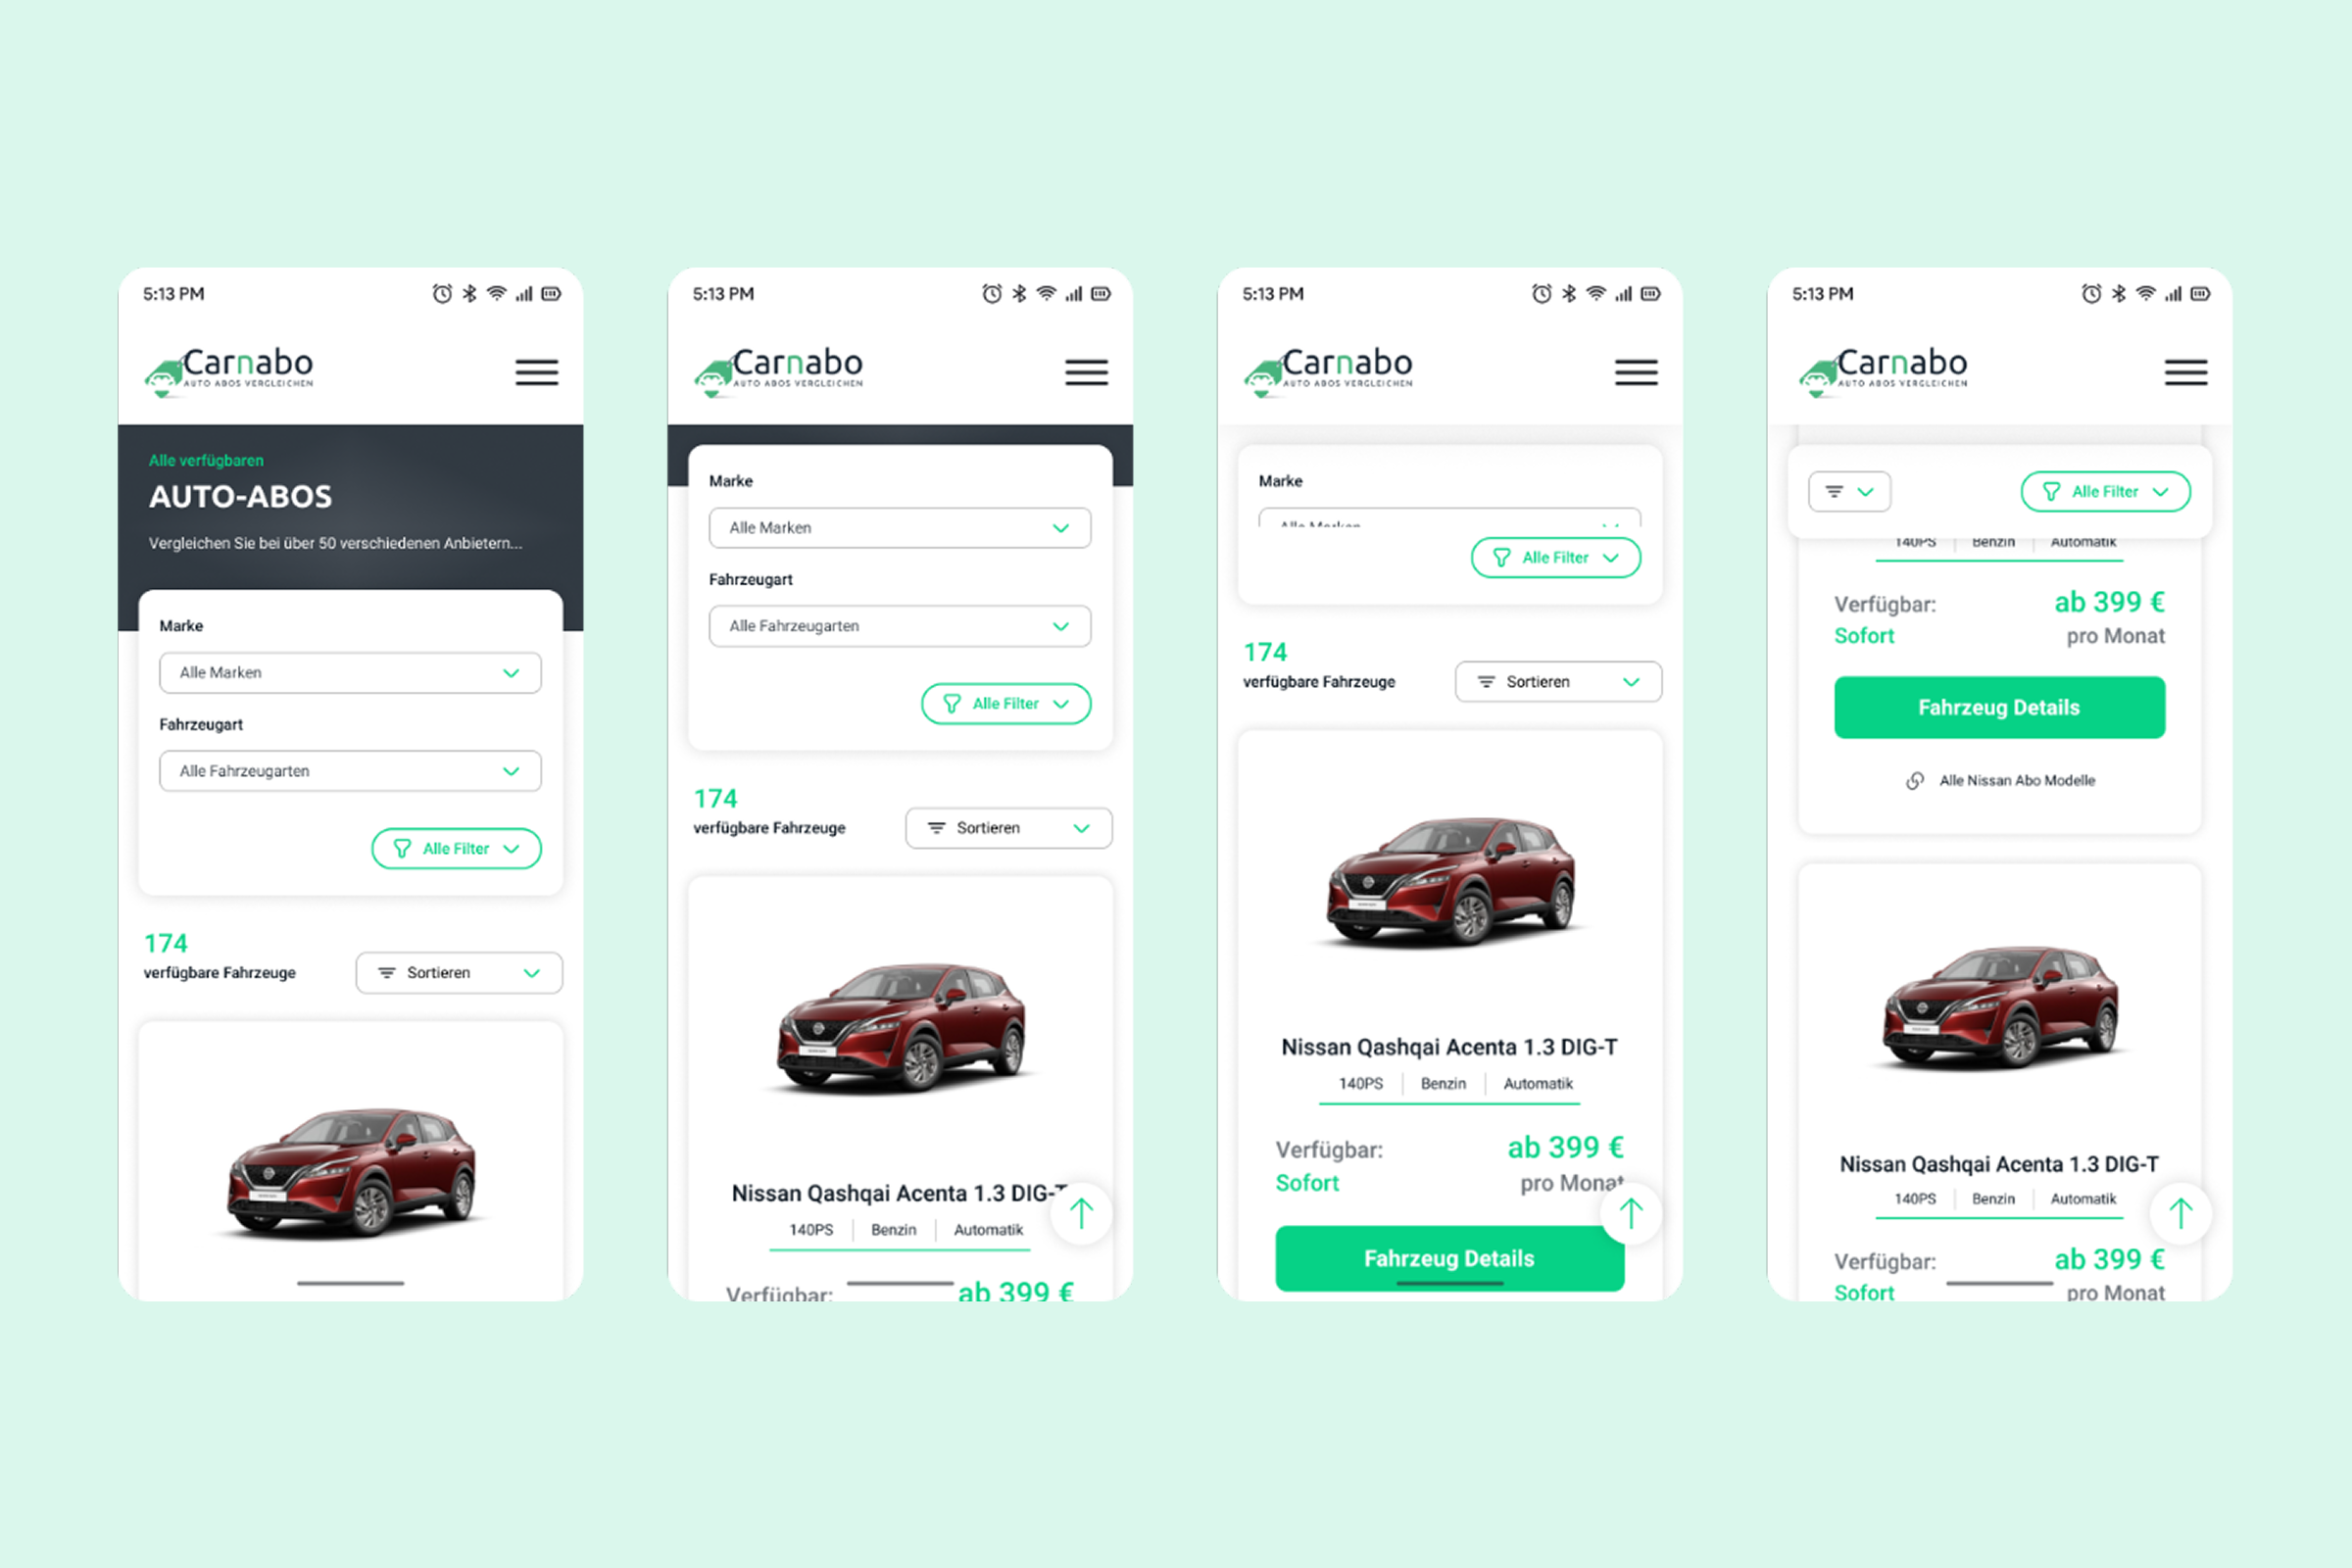 5:13 PM
Carnabo
AUTO ABOS VERGLEICHEN
Alle verfügbaren
AUTO-ABOS
Vergleichen Sie bei über 50 verschiedenen Anbietern...
Marke
Alle Marken
Fahrzeugart
Alle Fahrzeugarten
Alle Filter
174
verfügbare Fahrzeuge
Sortieren
5:13 PM
Carnabo
AUTO ABOS VERGLEICHEN
Marke
Alle Marken
Fahrzeugart
Alle Fahrzeugarten
Alle Filter
174
verfügbare Fahrzeuge
Sortieren
Nissan Qashqai Acenta 1.3 DIG-T
140PS Benzin Automatik
Verfügbar: ab 399 €
5:13 PM
Carnabo
AUTO ABOS VERGLEICHEN
Marke
Alle Marken
Alle Filter
174
verfügbare Fahrzeuge
Sortieren
Nissan Qashqai Acenta 1.3 DIG-T
140PS Benzin Automatik
Verfügbar: ab 399 €
Sofort pro Monat
Fahrzeug Details
5:13 PM
Carnabo
AUTO ABOS VERGLEICHEN
Alle Filter
140PS Benzin Automatik
Verfügbar: ab 399 €
Sofort pro Monat
Fahrzeug Details
Alle Nissan Abo Modelle
Nissan Qashqai Acenta 1.3 DIG-T
140PS Benzin Automatik
Verfügbar: ab 399 €
Sofort pro Monat